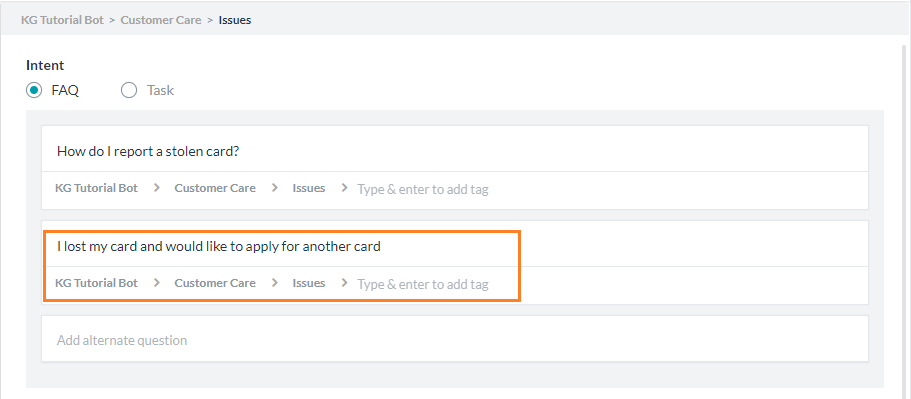 KG Tutorial Bot > Customer Care > Issues
Intent
FAQ Task
How do I report a stolen card?
KG Tutorial Bot > Customer Care > Issues > Type & enter to add tag
I lost my card and would like to apply for another card
KG Tutorial Bot > Customer Care > Issues > Type & enter to add tag
Add alternate question